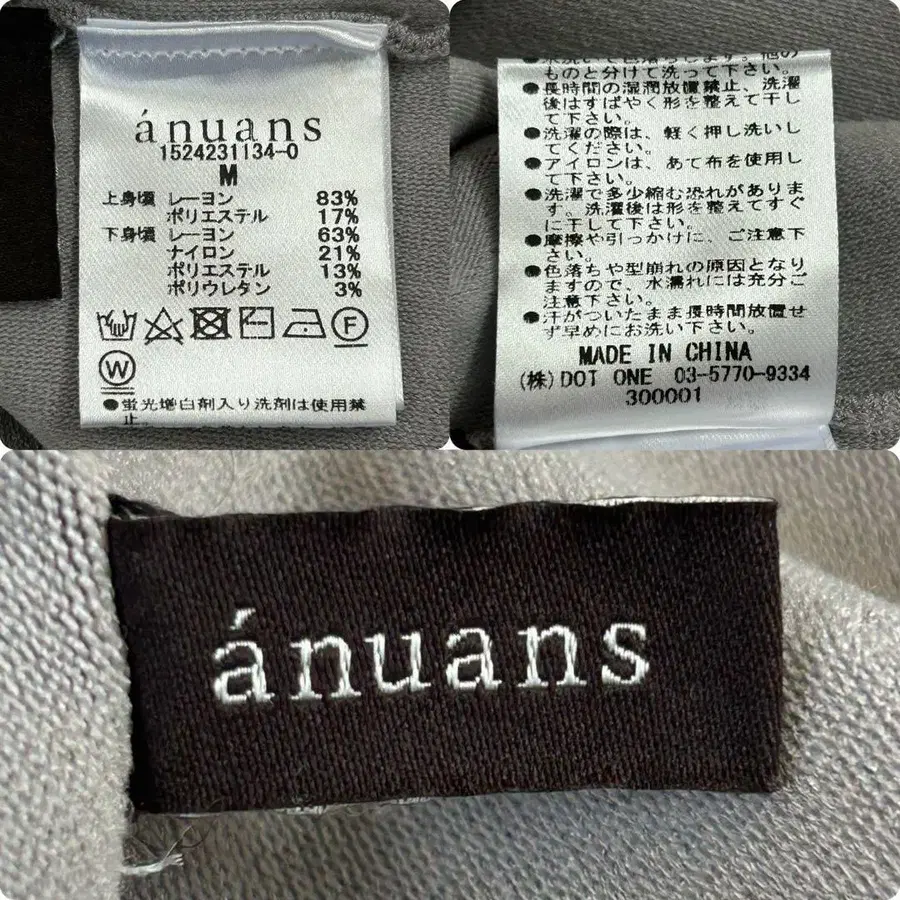 ánuans
1524231134-0
M
上身頃 レーヨン 83%
ポリエステル 17%
下身頃 レーヨン 63%
ナイロン 21%
ポリエステル 13%
ポリウレタン 3%
F
W
●蛍光増白剤入り洗剤は使用禁
止
ものと分けて洗って下さい。
●長時間の湿潤放置禁止、洗濯
後はすばやく形を整えて干し
て下さい。
●洗濯の際は、軽く押し洗いし
てください。
●アイロンは、あて布を使用し
て下さい。
●洗濯で多少縮む恐れがありま
す。洗濯後は形を整えてすぐ
に干して下さい。
●摩擦や引っかけに、ご注意下
さい。
●色落ちや型崩れの原因となり
ますので、水濡れには充分ご
注意下さい。
●汗がついたまま長時間放置せ
ず早めにお洗い下さい。
MADE IN CHINA
(株)DOT ONE 03-5770-9334
300001
ánuans